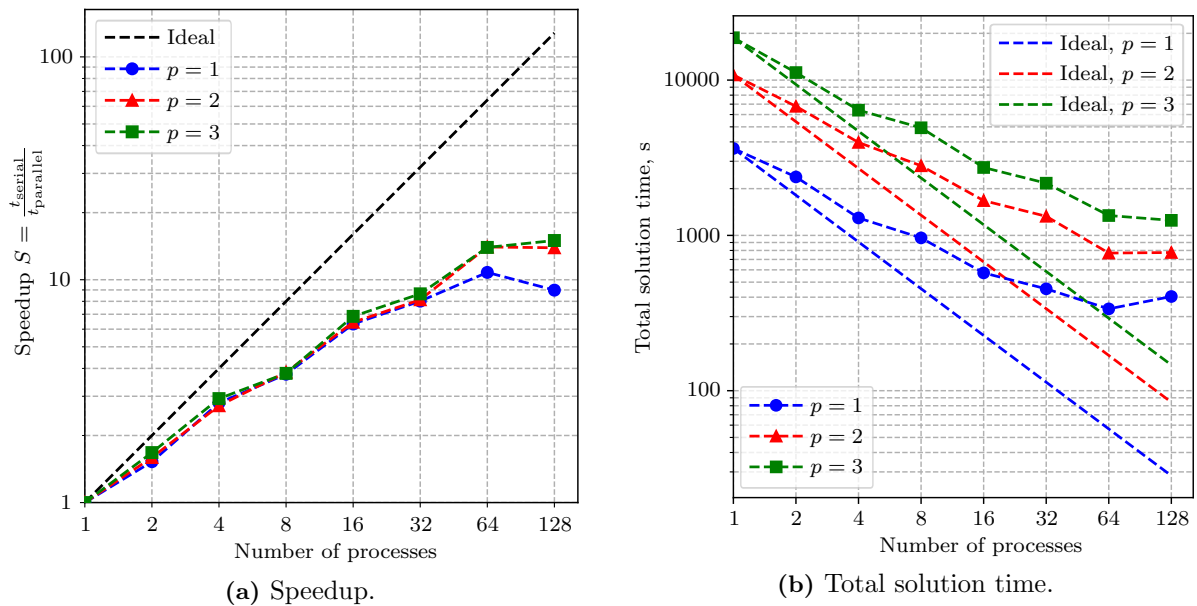 Ideal
p = 1
p = 2
p = 3
100
10
1
Speedup S = t_serial / t_parallel
1 2 4 8 16 32 64 128
Number of processes
(a) Speedup.
Ideal, p = 1
Ideal, p = 2
Ideal, p = 3
10000
1000
100
Total solution time, s
p = 1
p = 2
p = 3
1 2 4 8 16 32 64 128
Number of processes
(b) Total solution time.